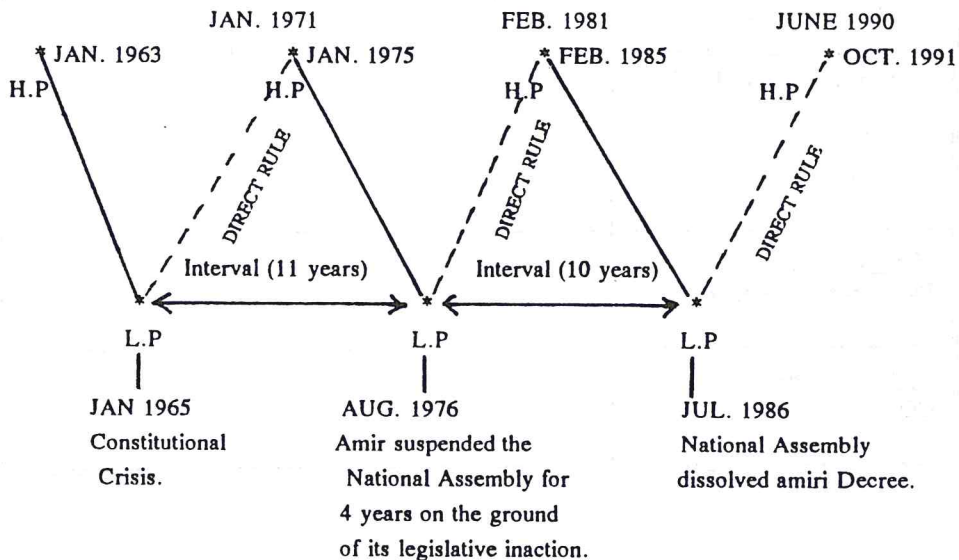 JAN. 1971
FEB. 1981
JUNE 1990
* JAN. 1963
* JAN. 1975
* FEB. 1985
* OCT. 1991
H.P
H.P
H.P
H.P
DIRECT RULE
DIRECT RULE
DIRECT RULE
Interval (11 years)
Interval (10 years)
*
*
*
L.P
L.P
L.P
JAN 1965
Constitutional
Crisis.
AUG. 1976
Amir suspended the
National Assembly for
4 years on the ground
of its legislative inaction.
JUL. 1986
National Assembly
dissolved amiri Decree.